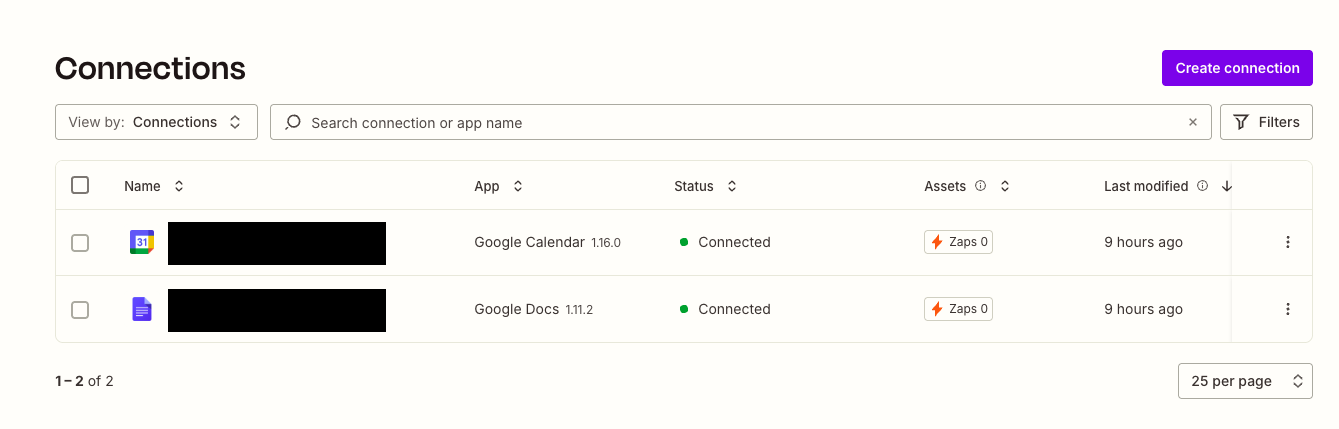 Connections
Create connection
View by: Connections
Search connection or app name
Filters
Name App Status Assets Last modified
31 Google Calendar 1.16.0 Connected Zaps 0 9 hours ago
Google Docs 1.11.2 Connected Zaps 0 9 hours ago
1 – 2 of 2
25 per page